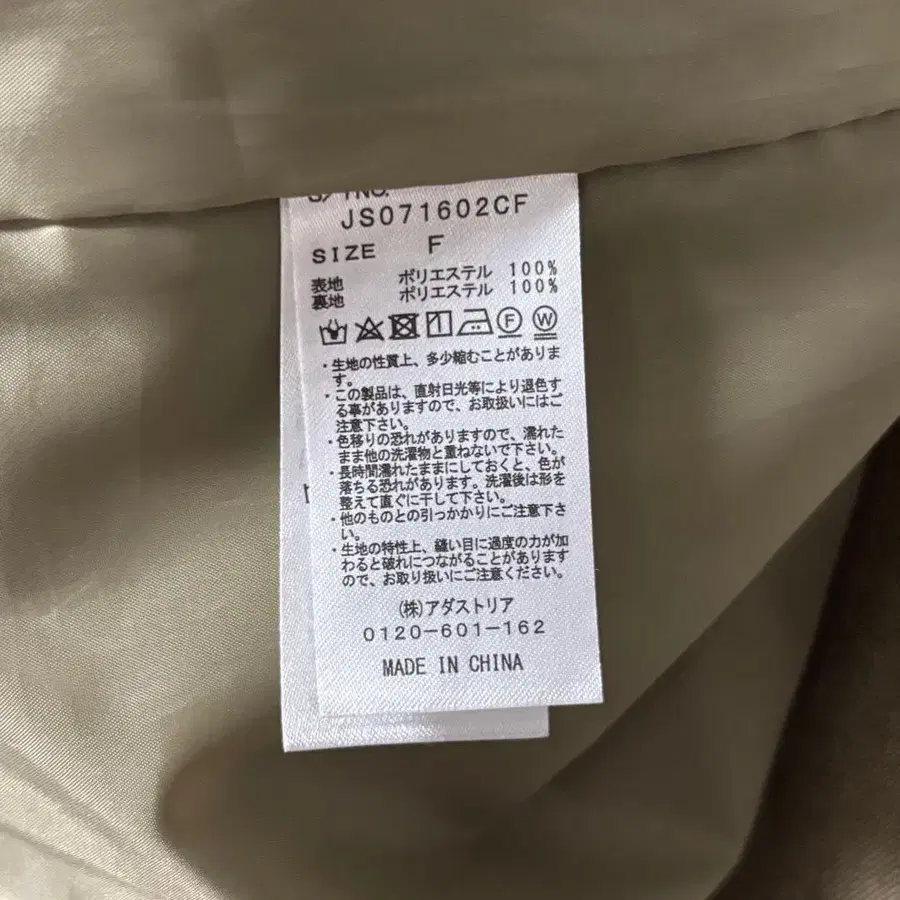 JS071602CF
SIZE F
表地 ポリエステル 100%
裏地 ポリエステル 100%
F W
・生地の性質上、多少縮むことがありま
す。
・この製品は、直射日光等により退色す
る事がありますので、お取扱いにはご
注意下さい。
・色移りの恐れがありますので、濡れた
まま他の洗濯物と重ねないで下さい。
・長時間濡れたままにしておくと、色が
落ちる恐れがあります。洗濯後は形を
整えて直ぐに干して下さい。
・他のものとの引っかかりにご注意下さ
い。
・生地の特性上、縫い目に過度の力が加
わると破れにつながることがあります
ので、お取り扱いにご注意ください。
(株)アダストリア
0120-601-162
MADE IN CHINA